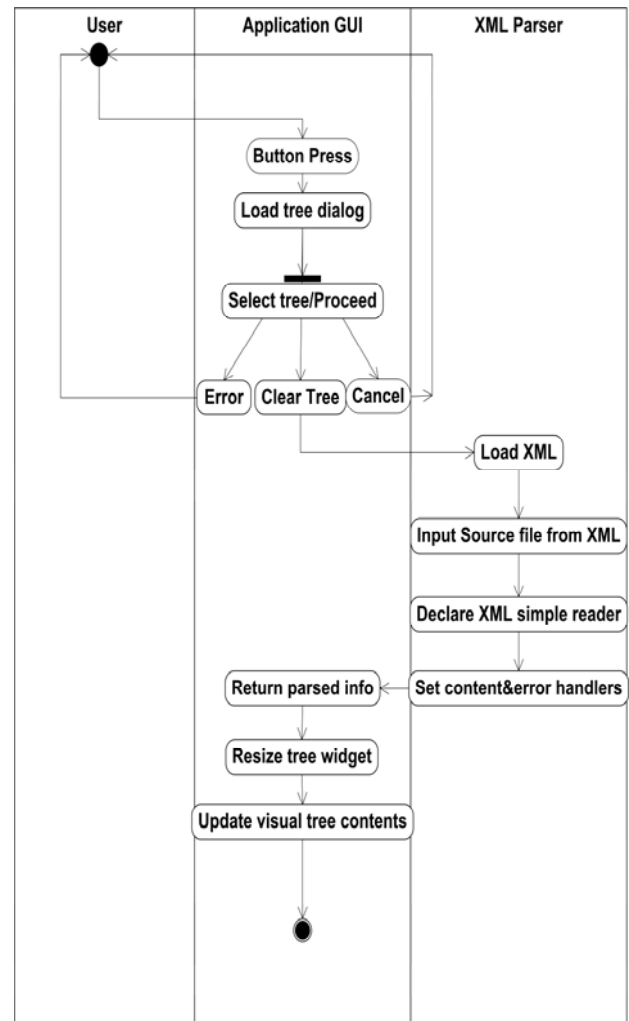 User
Application GUI
XML Parser
Button Press
Load tree dialog
Select tree/Proceed
Error
Clear Tree
Cancel
Load XML
Input Source file from XML
Declare XML simple reader
Set content&error handlers
Return parsed info
Resize tree widget
Update visual tree contents